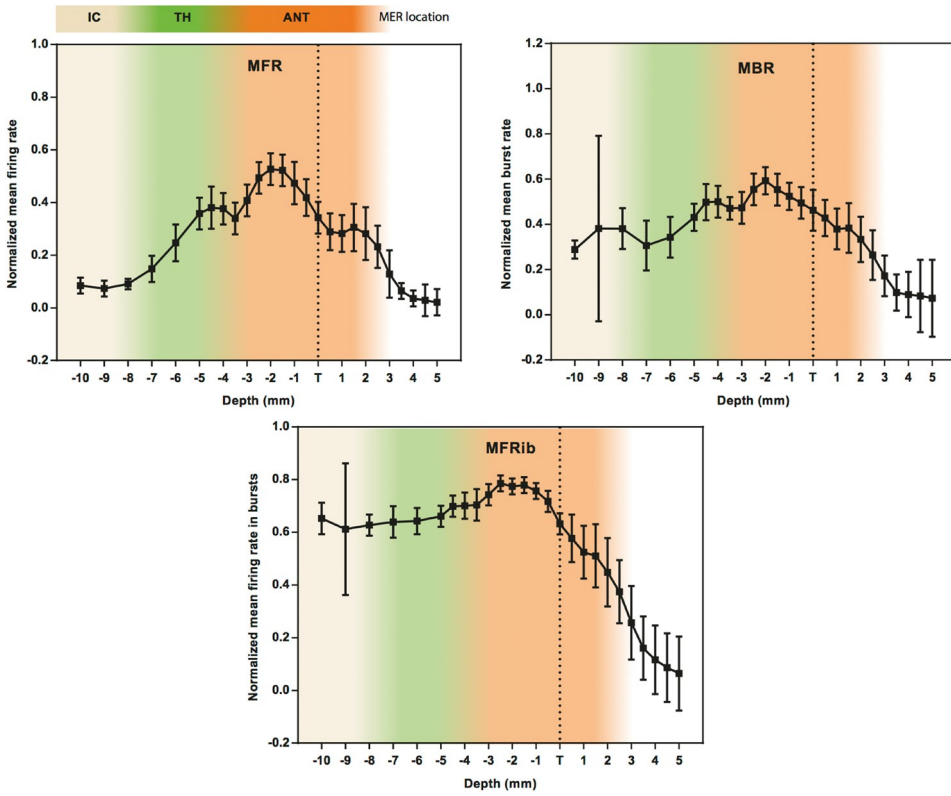 IC TH ANT MER location
MFR
Normalized mean firing rate
1.0
0.8
0.6
0.4
0.2
0.0
-0.2
-10 -9 -8 -7 -6 -5 -4 -3 -2 -1 T 1 2 3 4 5
Depth (mm)
MBR
Normalized mean burst rate
1.2
1.0
0.8
0.6
0.4
0.2
0.0
-0.2
-10 -9 -8 -7 -6 -5 -4 -3 -2 -1 T 1 2 3 4 5
Depth (mm)
MFRib
Normalized mean firing rate in bursts
1.0
0.8
0.6
0.4
0.2
0.0
-0.2
-10 -9 -8 -7 -6 -5 -4 -3 -2 -1 T 1 2 3 4 5
Depth (mm)